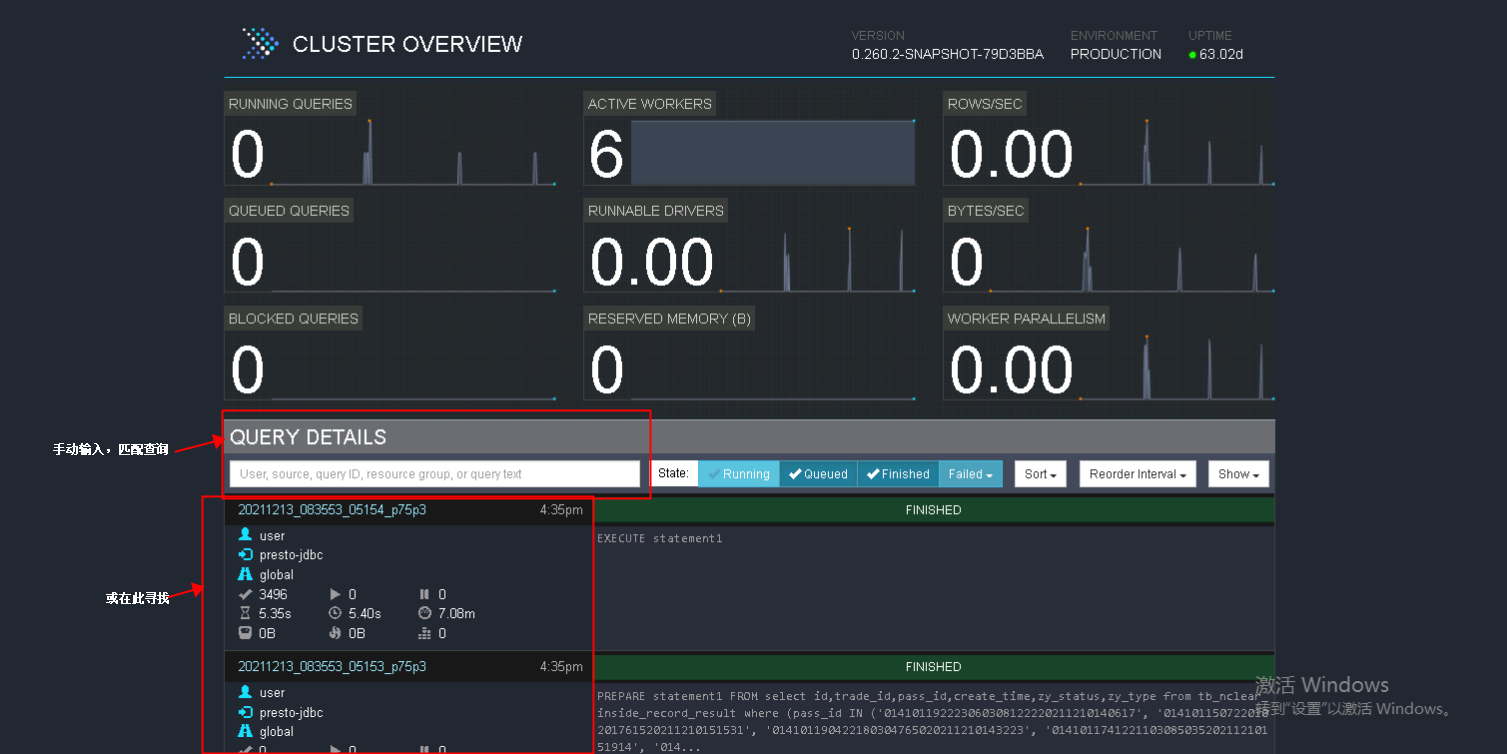 CLUSTER OVERVIEW
VERSION
0.260.2-SNAPSHOT-79D3BBA
ENVIRONMENT
PRODUCTION
UPTIME
63.02d
RUNNING QUERIES
0
ACTIVE WORKERS
6
ROWS/SEC
0.00
QUEUED QUERIES
0
RUNNABLE DRIVERS
0.00
BYTES/SEC
0
BLOCKED QUERIES
0
RESERVED MEMORY (B)
0
WORKER PARALLELISM
0.00
手动输入，匹配查询
QUERY DETAILS
User, source, query ID, resource group, or query text
State: Running Queued Finished Failed Sort Reorder Interval Show
或在此寻找
20211213_083553_05154_p75p3 4:35pm
FINISHED
user
presto-jdbc
global
3496 0 0
5.35s 5.40s 7.08m
0B 0B 0
EXECUTE statement1
20211213_083553_05153_p75p3 4:35pm
FINISHED
user
presto-jdbc
global
0 0 0
PREPARE statement1 FROM select id,trade_id,pass_id,create_time,zy_status,zy_type from tb_nclear
inside_record_result where (pass_id IN ('014101192223060308122220211210140617',
20176152021121015153​1', '014101190422180304765020211210143223', '014101174122110308503520211210
151914', '014...
激活 Windows
转到“设置”以激活 Windows。